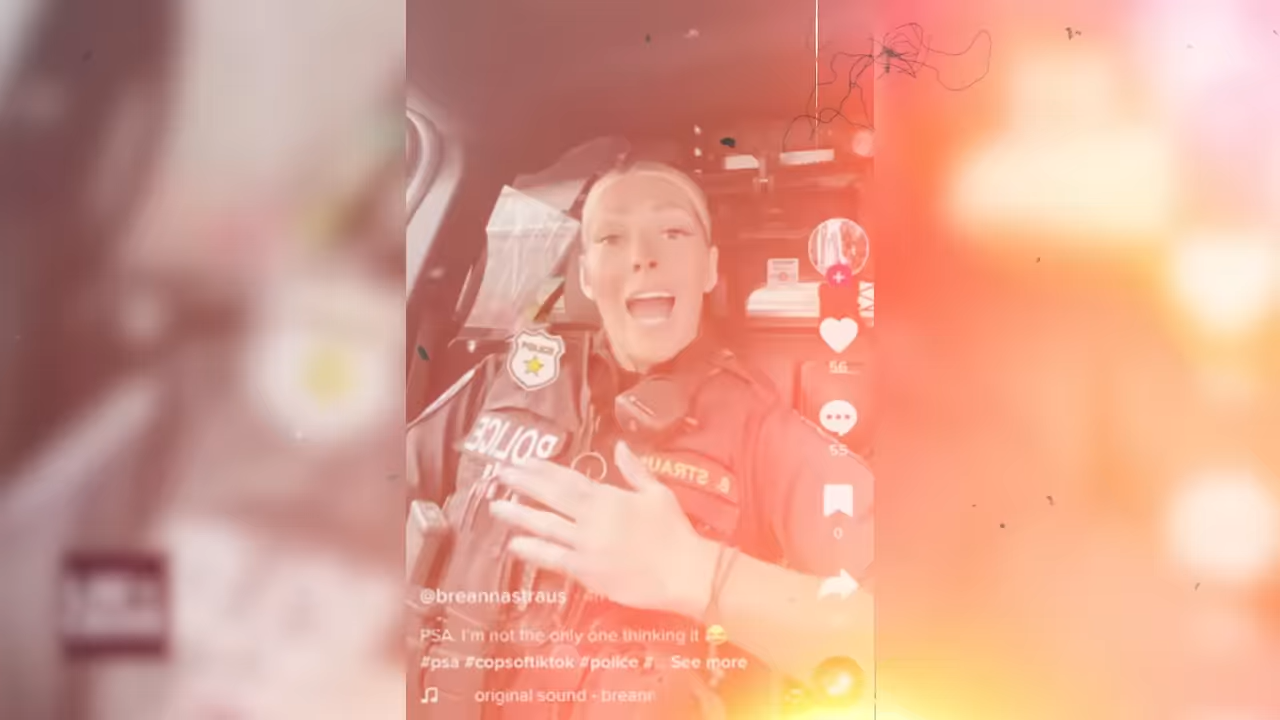 POLICE
POLICE
B. STRAUS
56
55
0
@breannastraus
PSA. I'm not the only one thinking it 😂
#psa #copsoftiktok #police #... See more
original sound - breann